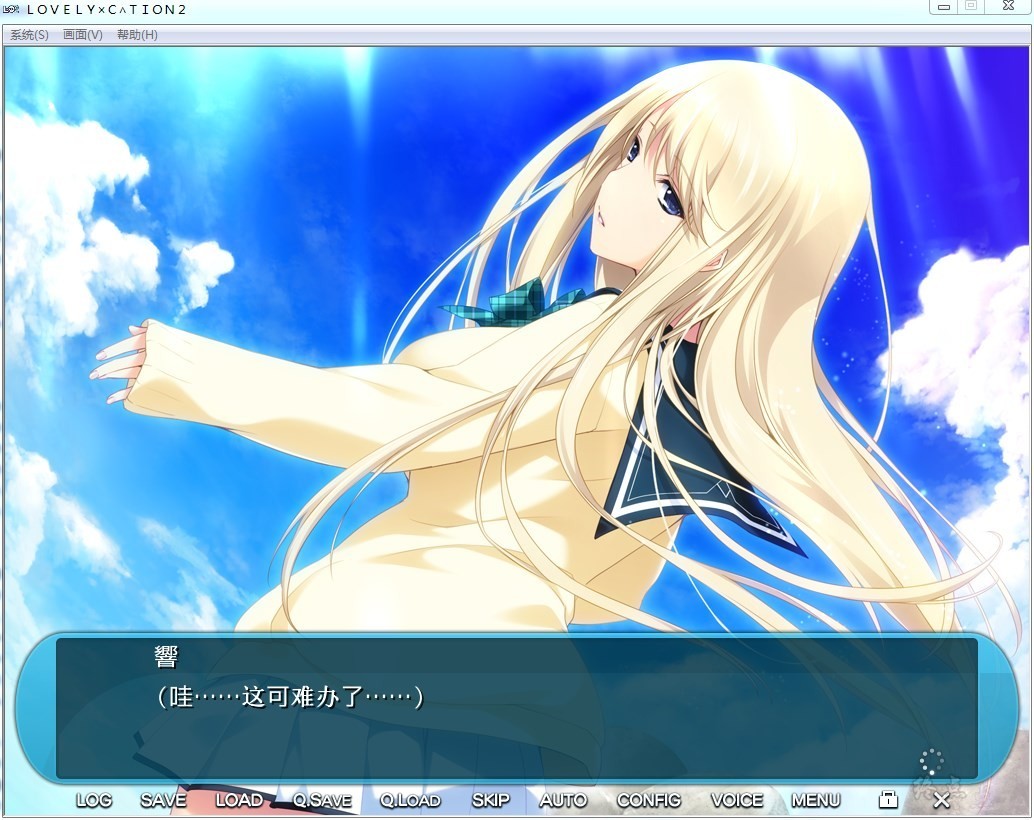 LOVELY×CATION2
系统(S) 画面(V) 帮助(H)
響
（哇……这可难办了……）
LOG SAVE LOAD Q.SAVE Q.LOAD SKIP AUTO CONFIG VOICE MENU